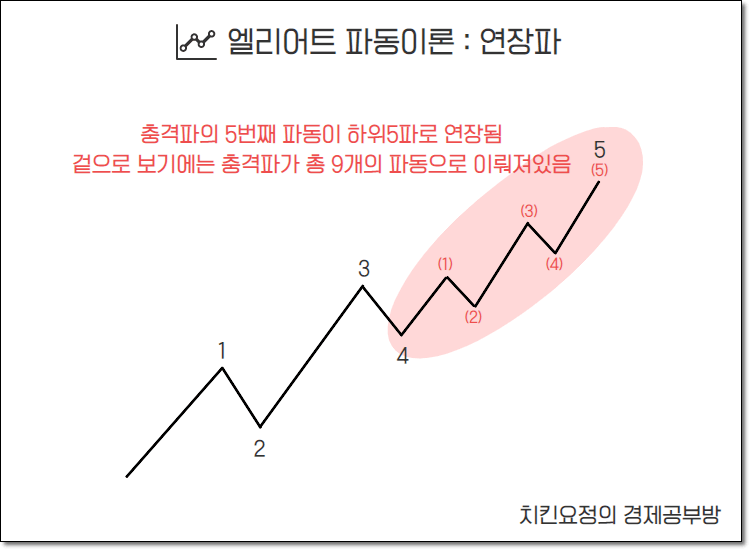 엘리어트 파동이론 : 연장파
충격파의 5번째 파동이 하위5파로 연장됨
겉으로 보기에는 충격파가 총 9개의 파동으로 이뤄져있음
5
(5)
(3)
(1)
(4)
3
(2)
1
4
2
치킨요정의 경제공부방